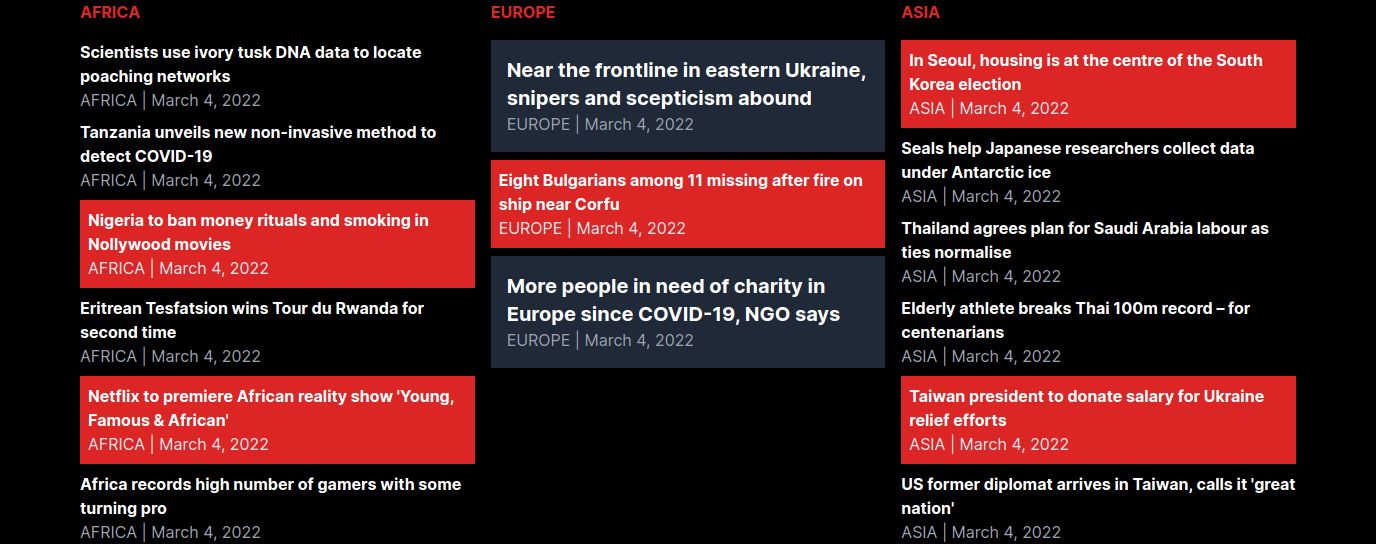 AFRICA
Scientists use ivory tusk DNA data to locate
poaching networks
AFRICA | March 4, 2022
Tanzania unveils new non-invasive method to
detect COVID-19
AFRICA | March 4, 2022
Nigeria to ban money rituals and smoking in
Nollywood movies
AFRICA | March 4, 2022
Eritrean Tesfatsion wins Tour du Rwanda for
second time
AFRICA | March 4, 2022
Netflix to premiere African reality show 'Young,
Famous & African'
AFRICA | March 4, 2022
Africa records high number of gamers with some
turning pro
AFRICA | March 4, 2022
EUROPE
Near the frontline in eastern Ukraine,
snipers and scepticism abound
EUROPE | March 4, 2022
Eight Bulgarians among 11 missing after fire on
ship near Corfu
EUROPE | March 4, 2022
More people in need of charity in
Europe since COVID-19, NGO says
EUROPE | March 4, 2022
ASIA
In Seoul, housing is at the centre of the South
Korea election
ASIA | March 4, 2022
Seals help Japanese researchers collect data
under Antarctic ice
ASIA | March 4, 2022
Thailand agrees plan for Saudi Arabia labour as
ties normalise
ASIA | March 4, 2022
Elderly athlete breaks Thai 100m record – for
centenarians
ASIA | March 4, 2022
Taiwan president to donate salary for Ukraine
relief efforts
ASIA | March 4, 2022
US former diplomat arrives in Taiwan, calls it 'great
nation'
ASIA | March 4, 2022